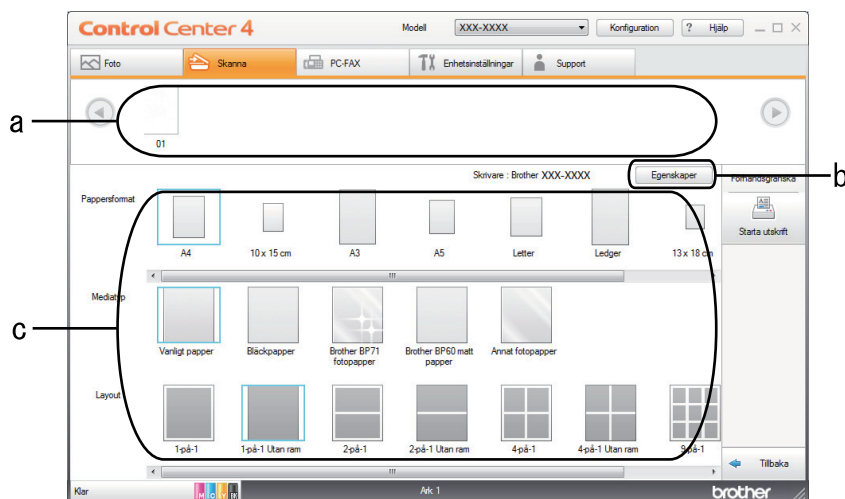 Control Center 4
Modell
XXX-XXXX
Konfiguration
? Hjälp
Foto
Skanna
PC-FAX
Enhetsinställningar
Support
a
01
Skrivare : Brother XXX-XXXX
Egenskaper
b
Förhandsgranska
Starta utskrift
Pappersformat
A4
10 x 15 cm
A3
A5
Letter
Ledger
13 x 18 cm
c
Mediatyp
Vanligt papper
Bläckpapper
Brother BP71
fotopapper
Brother BP60 matt
papper
Annat fotopapper
Layout
1-på-1
1-på-1 Utan ram
2-på-1
2-på-1 Utan ram
4-på-1
4-på-1 Utan ram
9-på-1
Tillbaka
Klar
M C Y BK
Ark 1
brother